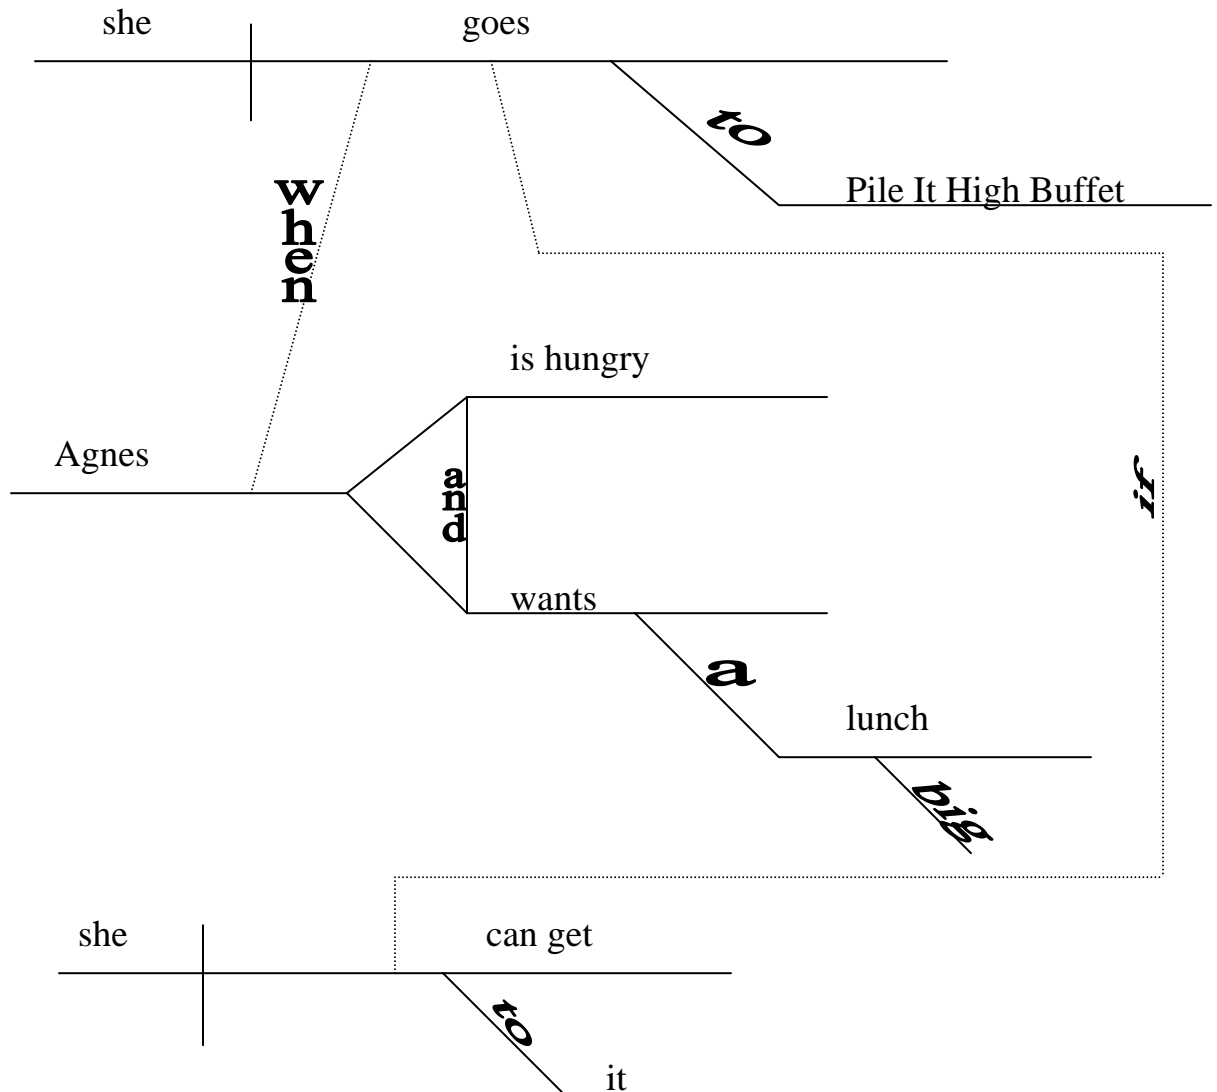 she goes
to
Pile It High Buffet
when
is hungry
Agnes
and
if
wants
a
lunch
big
she can get
to
it